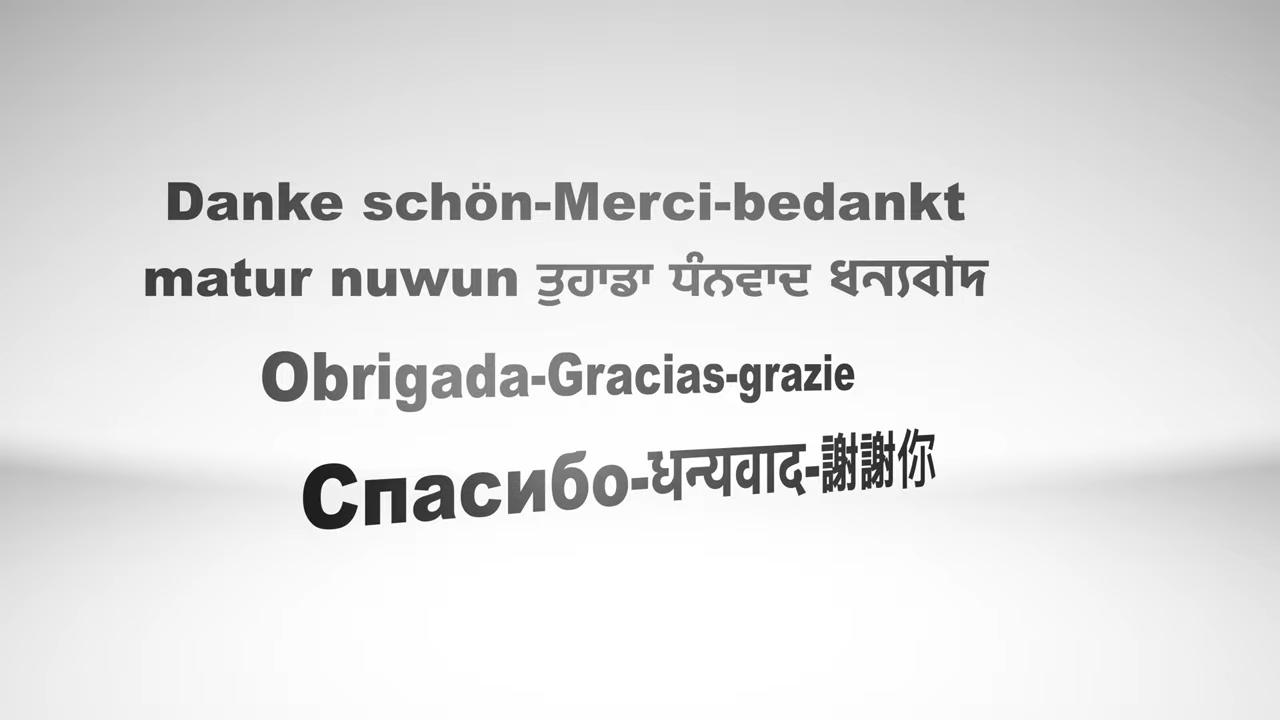 Danke schön-Merci-bedankt
matur nuwun ਤੁਹਾਡਾ ਧੰਨਵਾਦ ধন্যবাদ
Obrigada-Gracias-grazie
Спасибо-धन्यवाद-謝謝你